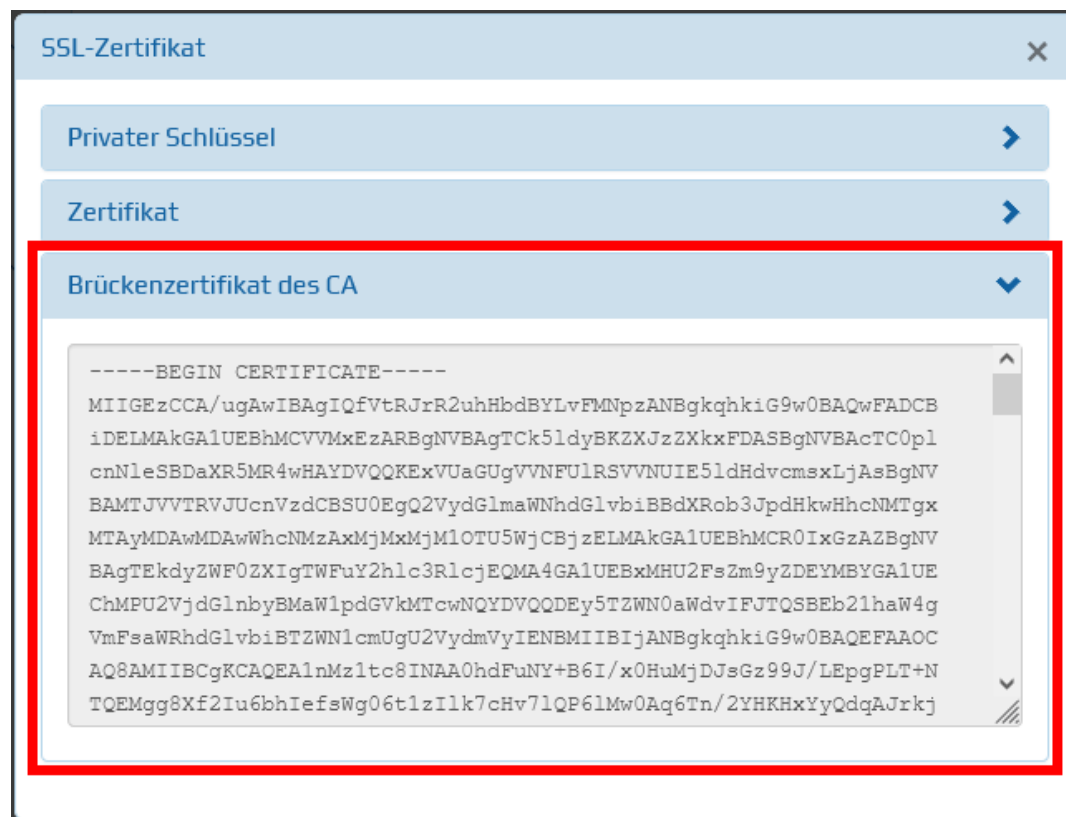 SSL-Zertifikat
Privater Schlüssel
Zertifikat
Brückenzertifikat des CA
-----BEGIN CERTIFICATE-----
MIIGEzCCA/ugAwIBAgIQfVtRJrR2uhHbdBYLvFMNpzANBgkqhkiG9w0BAQwFADCB
iDELMAkGA1UEBhMCVVMxEzARBgNVBAgTCk5ldyBKZXJzZXkxFDASBgNVBAcTC0pl
cnNleSBDaXR5MR4wHAYDVQQKExVUaGUgVVNFUlRSVVNUIE5ldHdvcmsxLjAsBgNV
BAMTJVVTRVJUcnVzdCBSU0EgQ2VydGlmaWNhdGlvbiBBdXRob3JpdHkwHhcNMTgx
MTAyMDAwMDAwWhcNMzAxMjMxMjM1OTU5WjCBjzELMAkGA1UEBhMCR0IxGzAZBgNV
BAgTEkdyZWF0ZXIgTWFuY2hlc3RlcjEQMA4GA1UEBxMHU2FsZm9yZDEYMBYGA1UE
ChMPU2VjdGlnbyBMaW1pdGVkMTcwNQYDVQQDEy5TZWN0aWdvIFJTQSBEb21haW4g
VmFsaWRhdGlvbiBTZWN1cmUgU2VydmVyIENBMIIBIjANBgkqhkiG9w0BAQEFAAOC
AQ8AMIIBCgKCAQEA1nMz1tc8INAA0hdFuNY+B6I/x0HuMjDJsGz99J/LEpgPLT+N
TQEMgg8Xf2Iu6bhIefsWg06t1zIlk7cHv7lQP6lMw0Aq6Tn/2YHKHxYyQdqAJrkj